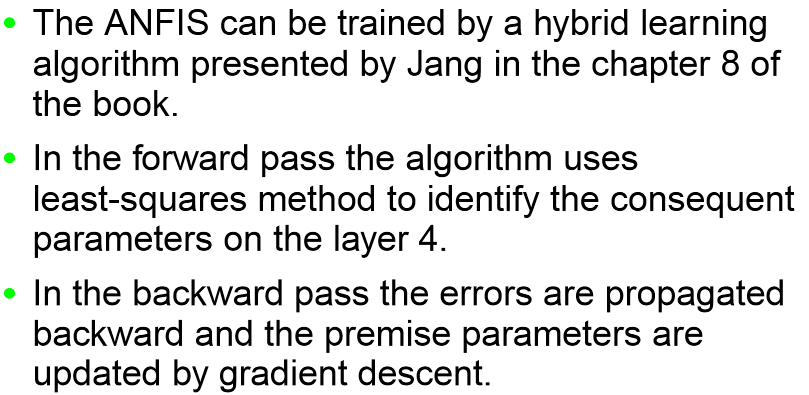 • The ANFIS can be trained by a hybrid learning
algorithm presented by Jang in the chapter 8 of
the book.
• In the forward pass the algorithm uses
least-squares method to identify the consequent
parameters on the layer 4.
• In the backward pass the errors are propagated
backward and the premise parameters are
updated by gradient descent.